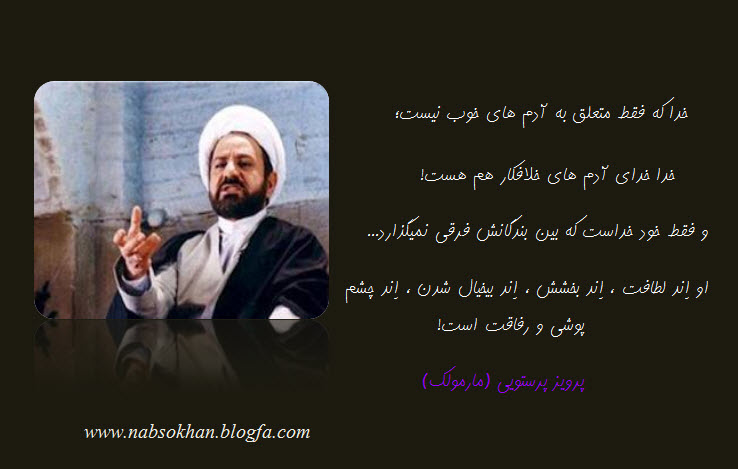 خدا که فقط متعلق به آدم های خوب نیست؛
خدا خدای آدم های خلافکار هم هست!
و فقط خود خداست که بین بندگانش فرقی نمیگذارد...
او اِند لطافت ، اِند بخشش ، اِند بیخیال شدن ، اِند چشم
پوشی و رفاقت است!
پرویز پرستویی (مارمولک)
www.nabsokhan.blogfa.com